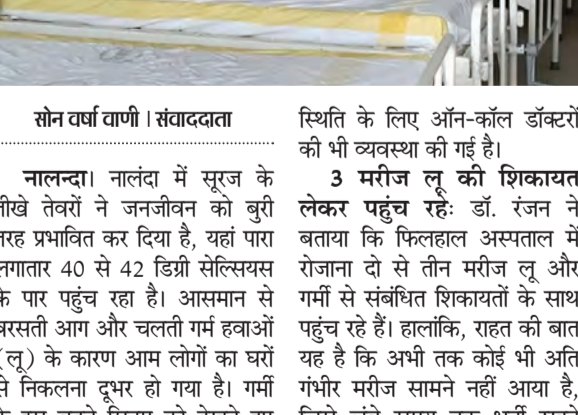 सोन वर्षा वाणी । संवाददाता
नालन्दा। नालंदा में सूरज के
तीखे तेवरों ने जनजीवन को बुरी
तरह प्रभावित कर दिया है, यहां पारा
लगातार 40 से 42 डिग्री सेल्सियस
के पार पहुंच रहा है। आसमान से
बरसती आग और चलती गर्म हवाओं
(लू) के कारण आम लोगों का घरों
से निकलना दूभर हो गया है। गर्मी
स्थिति के लिए ऑन-कॉल डॉक्टरों
की भी व्यवस्था की गई है।
3 मरीज लू की शिकायत
लेकर पहुंच रहेः डॉ. रंजन ने
बताया कि फिलहाल अस्पताल में
रोजाना दो से तीन मरीज लू और
गर्मी से संबंधित शिकायतों के साथ
पहुंच रहे हैं। हालांकि, राहत की बात
यह है कि अभी तक कोई भी अति
गंभीर मरीज सामने नहीं आया है,